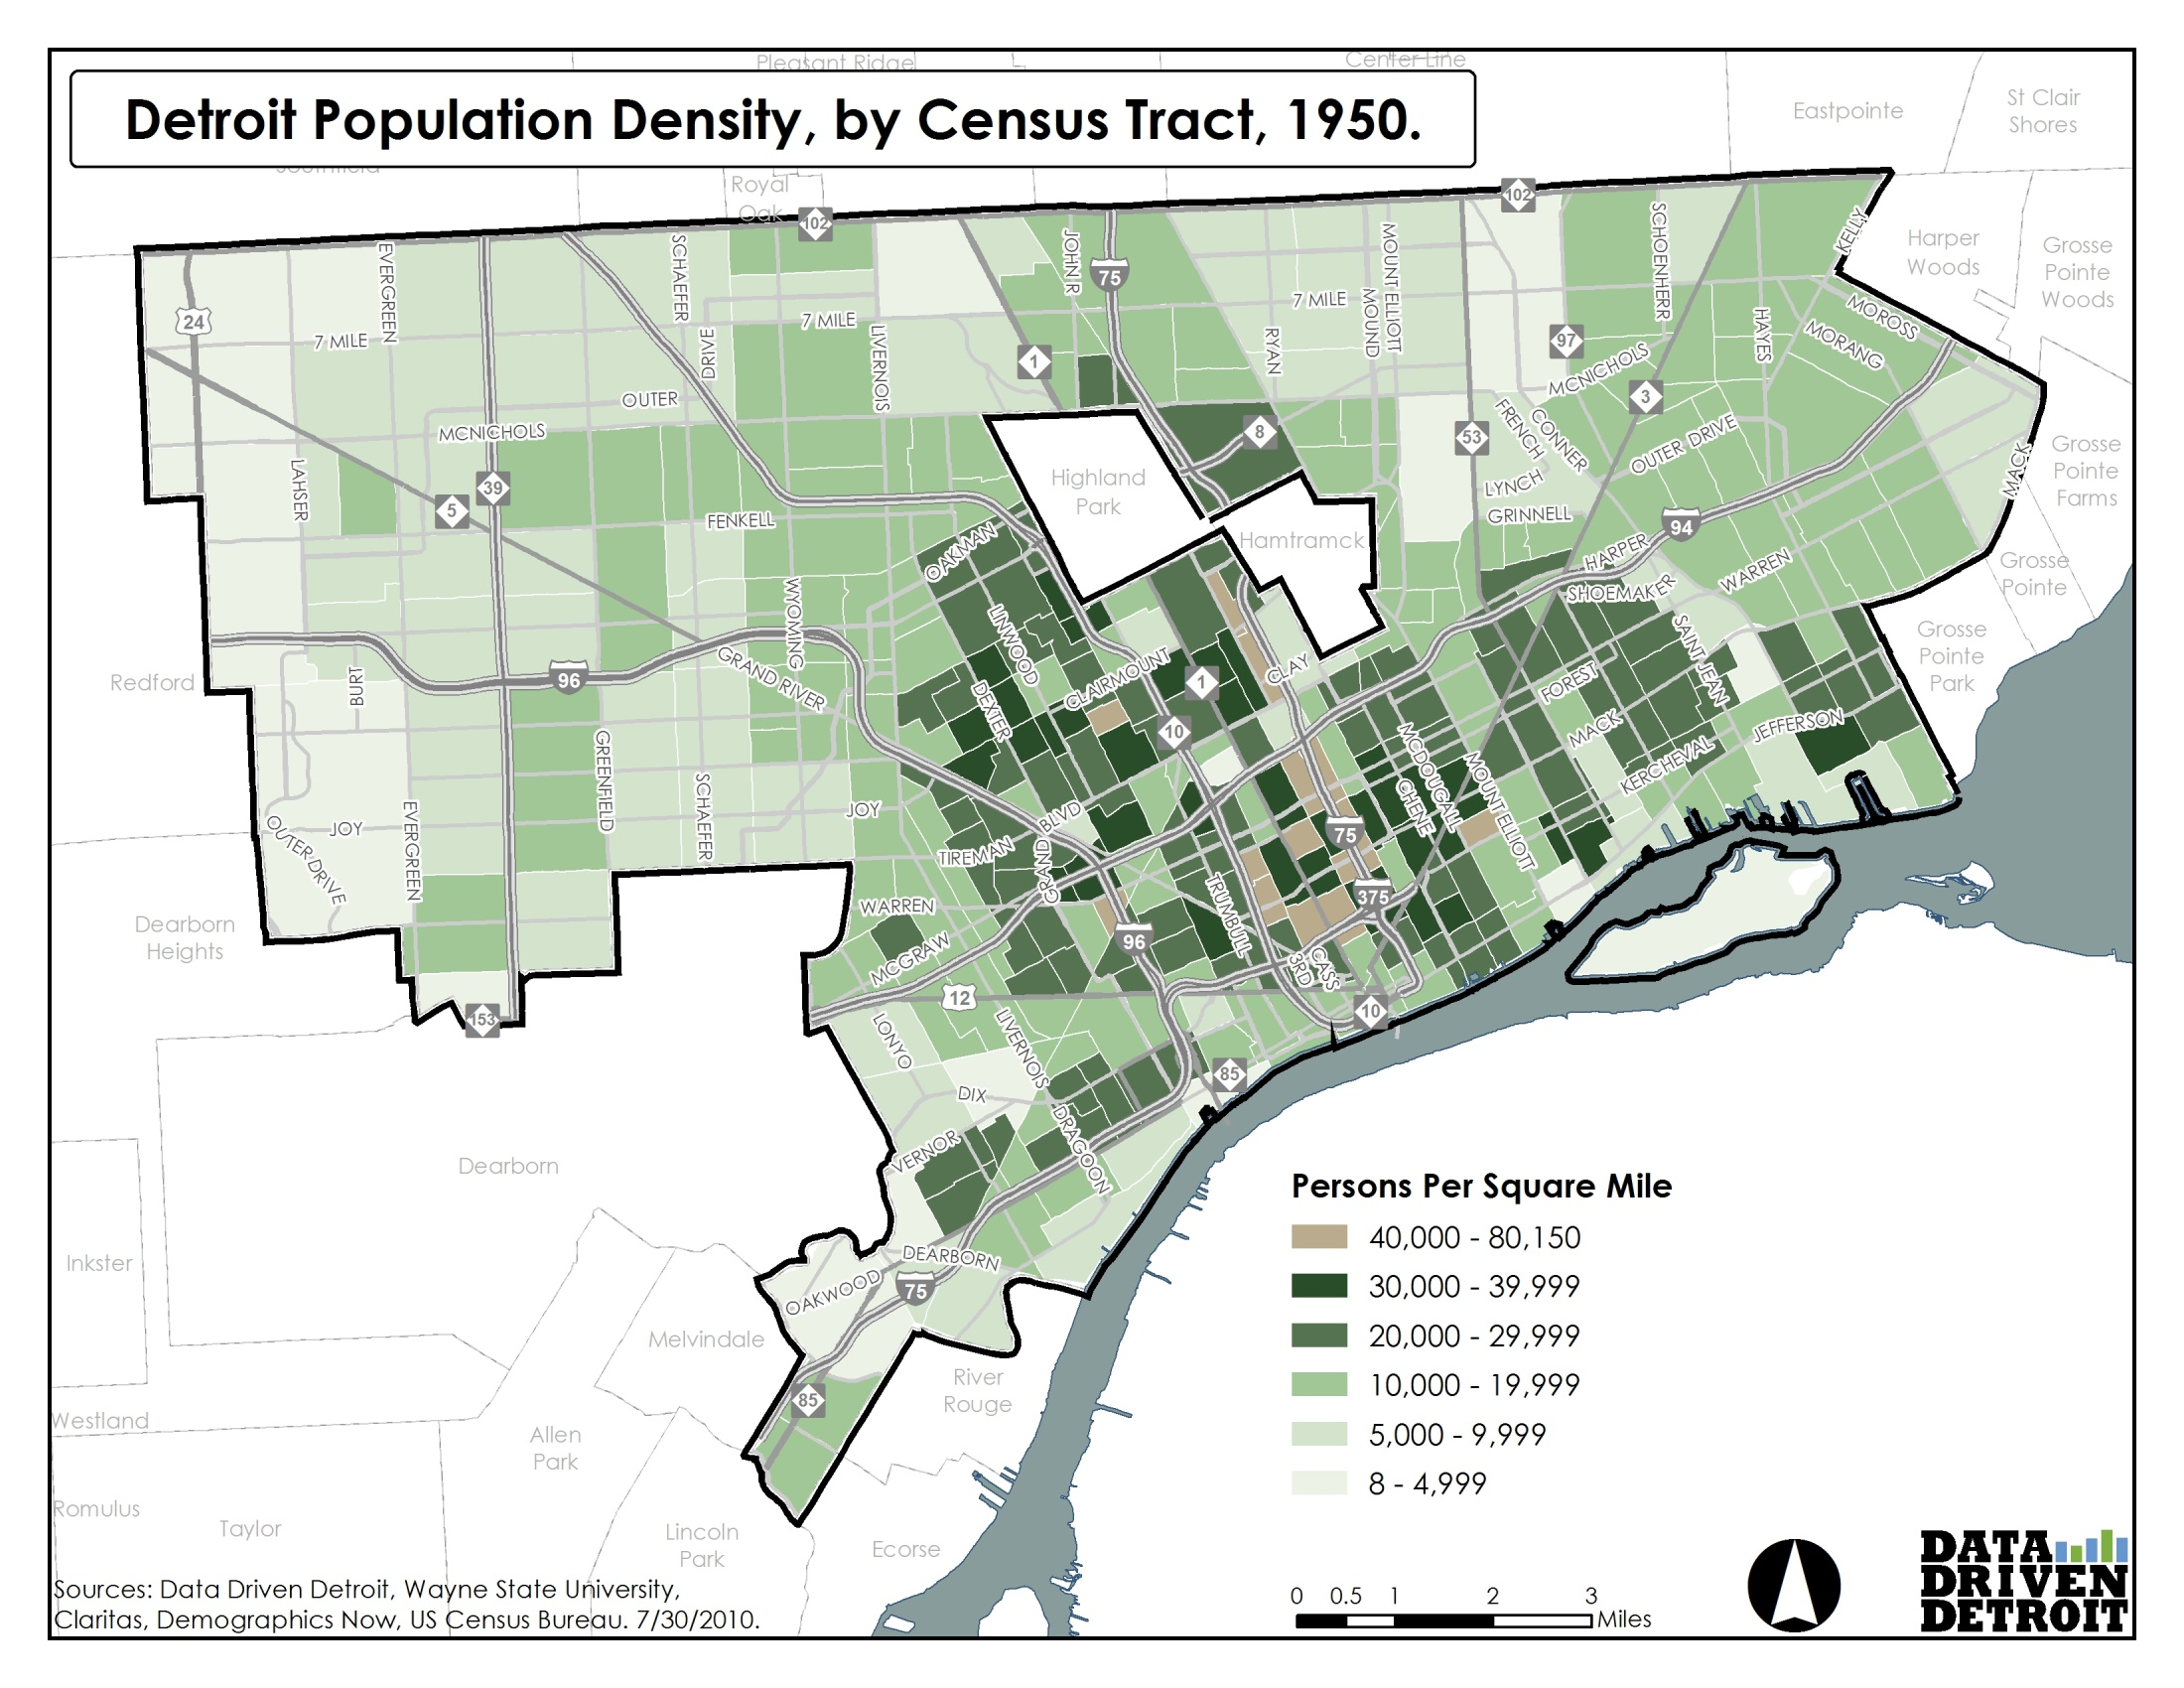 Pleasant Ridge
Center Line
Detroit Population Density, by Census Tract, 1950.
Eastpointe
St Clair
Shores
Southfield
Royal
Oak
102
102
24
EVERGREEN
SCHAEFER
JOHN R
75
MOUNT ELLIOTT
SCHOENHERR
KELLY
Harper
Woods
Grosse
Pointe
Woods
7 MILE
DRIVE
7 MILE
LIVERNOIS
1
RYAN
7 MILE
MOUND
97
MCNICHOLS
HAYES
MORANG
MOROSS
OUTER
3
MCNICHOLS
8
53
FRENCH
CONNER
OUTER DRIVE
MACK
Grosse
Pointe
Farms
LAHSER
39
5
Highland
Park
LYNCH
GRINNELL
FENKELL
OAKMAN
Hamtramck
94
HARPER
SHOEMAKER
WARREN
Grosse
Pointe
WYOMING
LINWOOD
SAINT JEAN
Grosse
Pointe
Park
Redford
BURT
96
GRAND RIVER
DEXTER
CLAIRMOUNT
1
CLAY
FOREST
10
MACK
JEFFERSON
GREENFIELD
SCHAEFER
MCDOUGALL
CHENE
MOUNT ELLIOTT
KERCHEVAL
OUTER DRIVE
JOY
EVERGREEN
JOY
TIREMAN
GRAND BLVD
75
Dearborn
Heights
WARREN
MCGRAW
TRUMBULL
375
96
3RD
CASS
12
10
153
LONYO
LIVERNOIS
85
DIX
DRAGOON
Dearborn
VERNOR
Persons Per Square Mile
40,000 - 80,150
30,000 - 39,999
20,000 - 29,999
10,000 - 19,999
5,000 - 9,999
8 - 4,999
Inkster
DEARBORN
OAKWOOD
75
Melvindale
85
River
Rouge
Westland
Allen
Park
Romulus
Taylor
Lincoln
Park
Ecorse
Sources: Data Driven Detroit, Wayne State University,
Claritas, Demographics Now, US Census Bureau. 7/30/2010.
0 0.5 1 2 3
Miles
DATA
DRIVEN
DETROIT